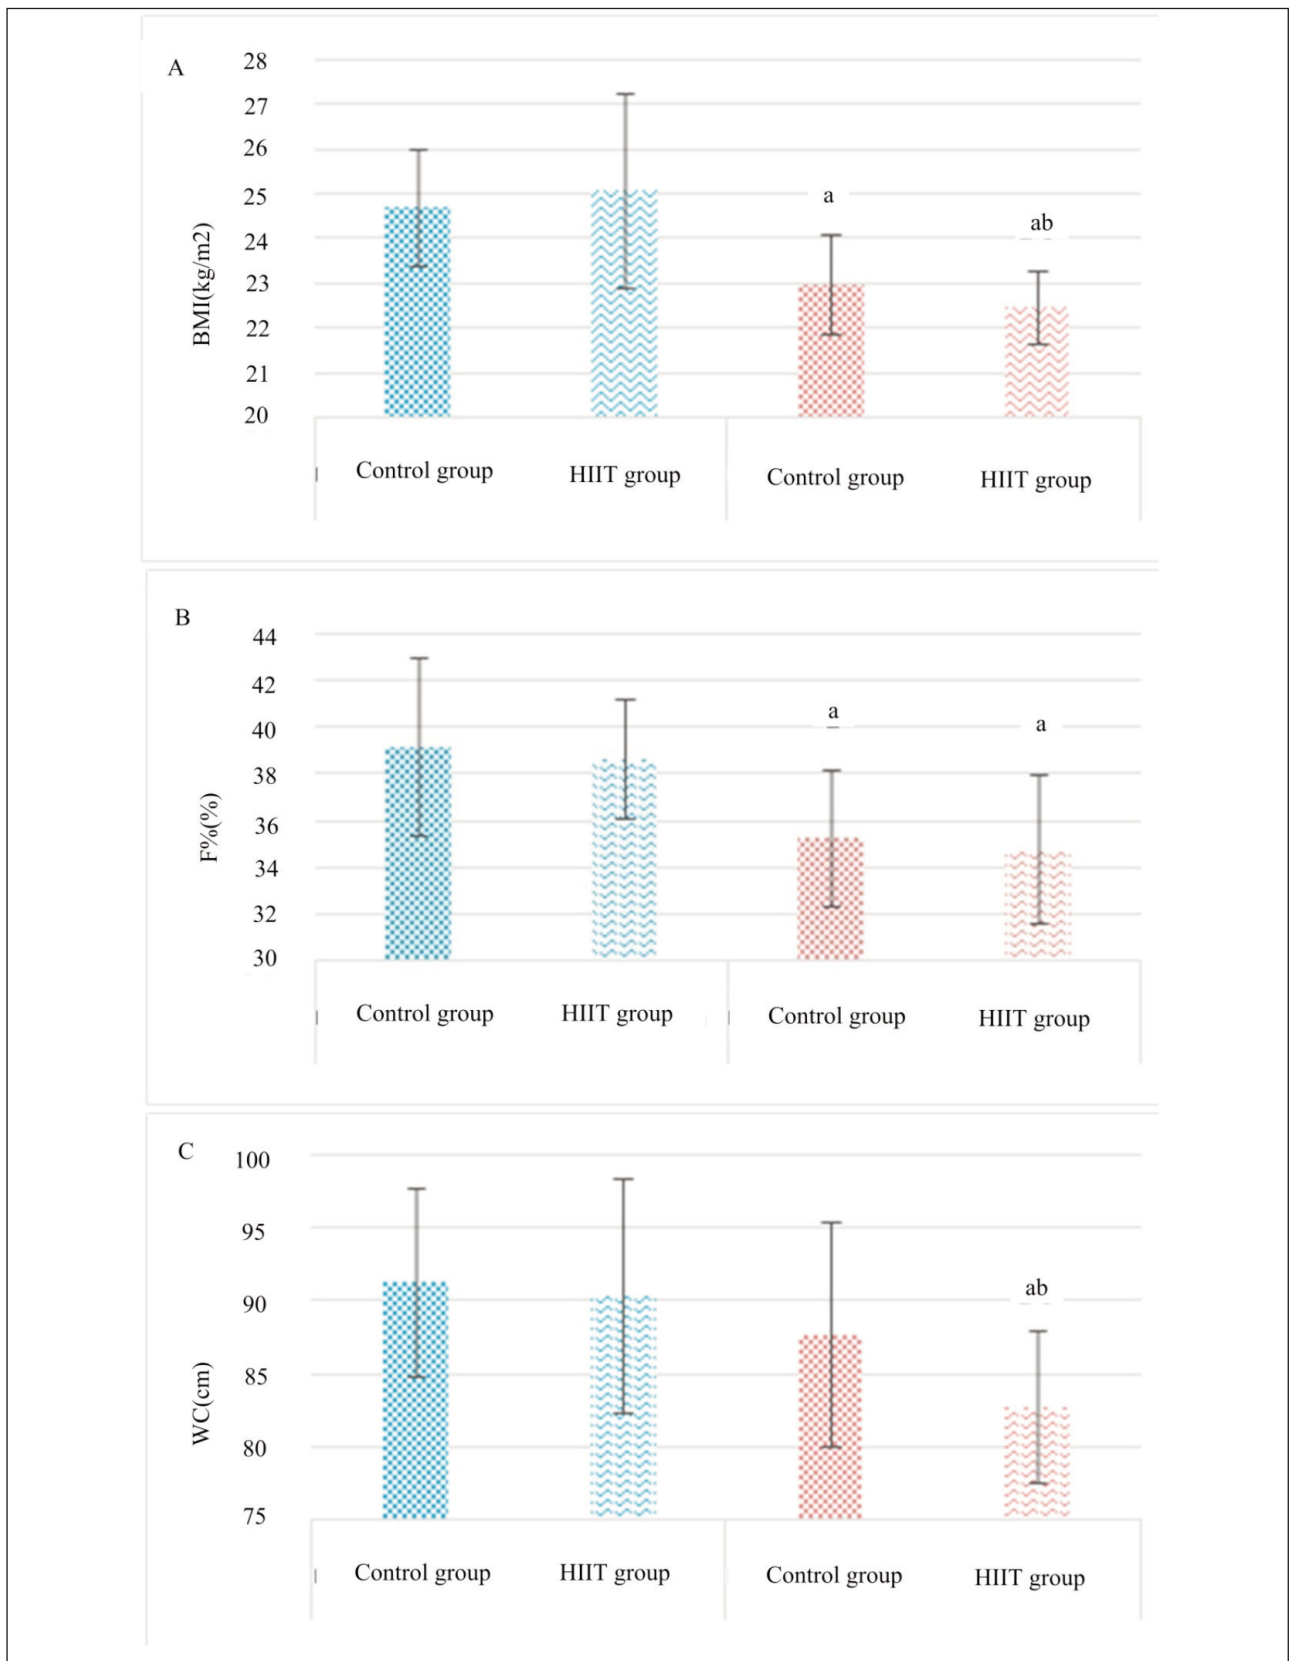 A
28
27
26
25
24
23
22
21
20
BMI(kg/m2)
a
ab
Control group
HIIT group
Control group
HIIT group
B
44
42
40
38
36
34
32
30
F%(%)
a
a
Control group
HIIT group
Control group
HIIT group
C
100
95
90
85
80
75
WC(cm)
ab
Control group
HIIT group
Control group
HIIT group